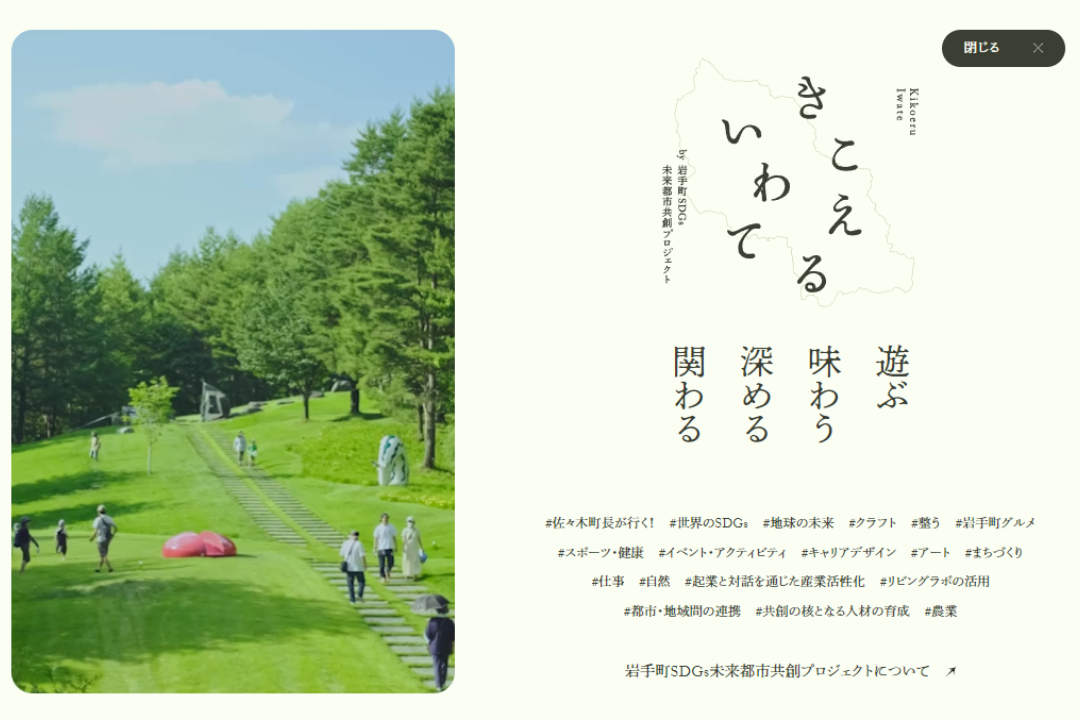 閉じる
きこえる
いわて
Kikoeru
Iwate
by 岩手町SDGs
未来都市共創プロジェクト
遊ぶ
味わう
深める
関わる
#佐々木町長が行く! #世界のSDGs #地球の未来 #クラフト #整う #岩手町グルメ
#スポーツ・健康 #イベント・アクティビティ #キャリアデザイン #アート #まちづくり
#仕事 #自然 #起業と対話を通じた産業活性化 #リビングラボの活用
#都市・地域間の連携 #共創の核となる人材の育成 #農業
岩手町SDGs未来都市共創プロジェクトについて